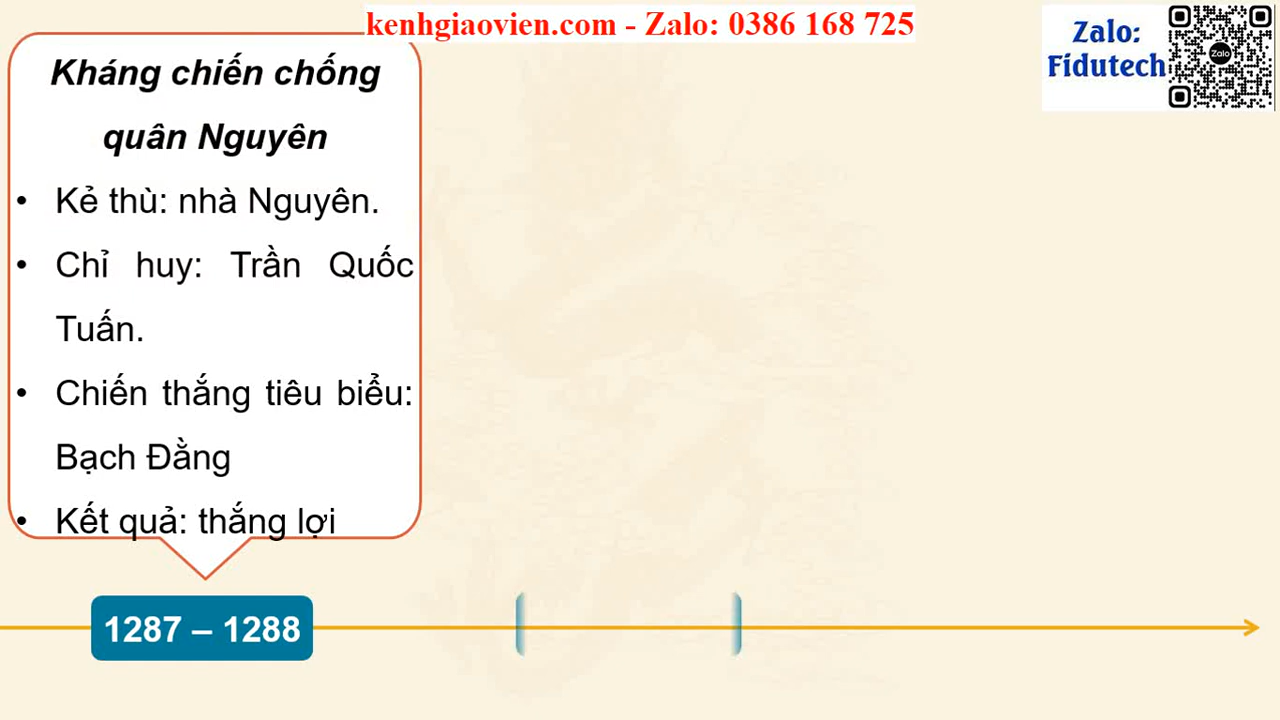 kenhgiaovien.com - Zalo: 0386 168 725
Zalo:
Fidutech
Zalo
Kháng chiến chống
quân Nguyên
• Kẻ thù: nhà Nguyên.
• Chỉ huy: Trần Quốc
Tuấn.
• Chiến thắng tiêu biểu:
Bạch Đằng
• Kết quả: thắng lợi
1287 – 1288